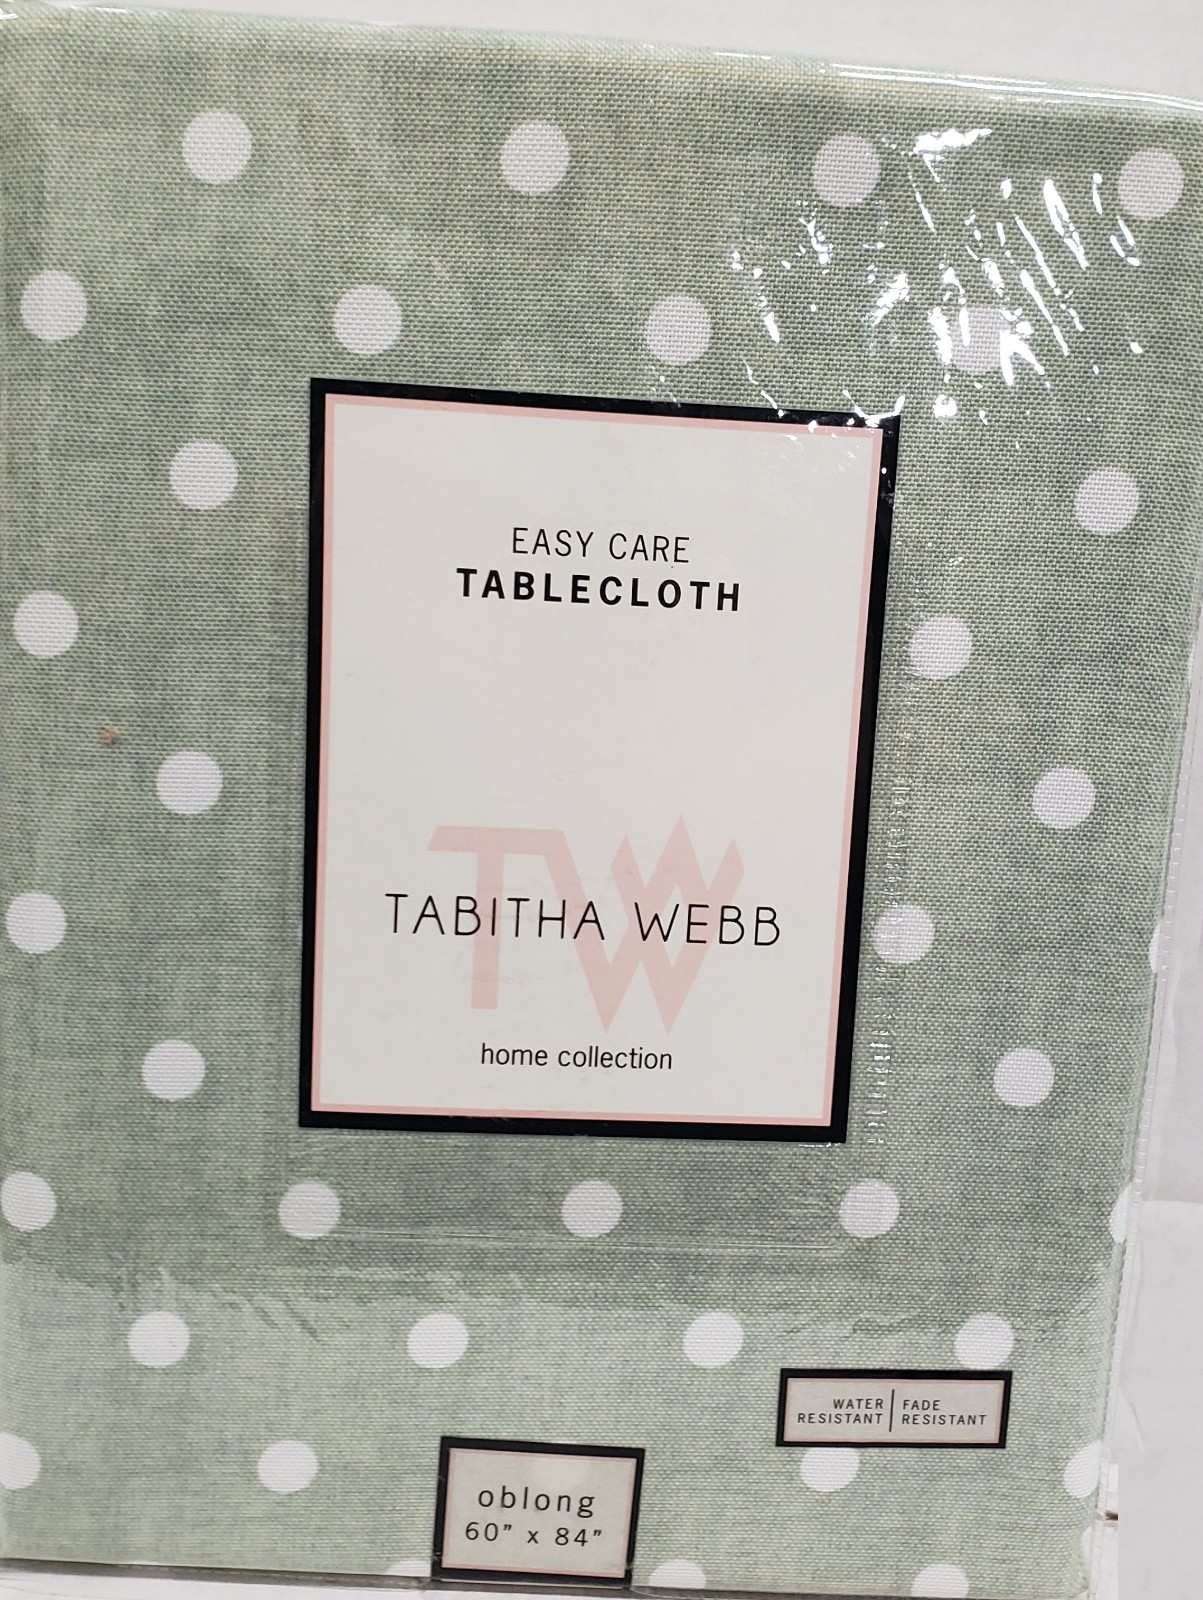 EASY CARE
TABLECLOTH
TW
TABITHA WEBB
home collection
WATER
RESISTANT
FADE
RESISTANT
oblong
60" x 84"